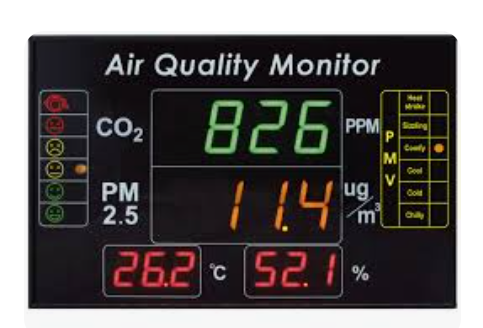 Air Quality Monitor
CO2 826 PPM
PM 2.5 11.4 ug/m3
26.2 °C 52.1 %
PMV
Heat stroke
Sizzling
Comfy
Cool
Cold
Chilly